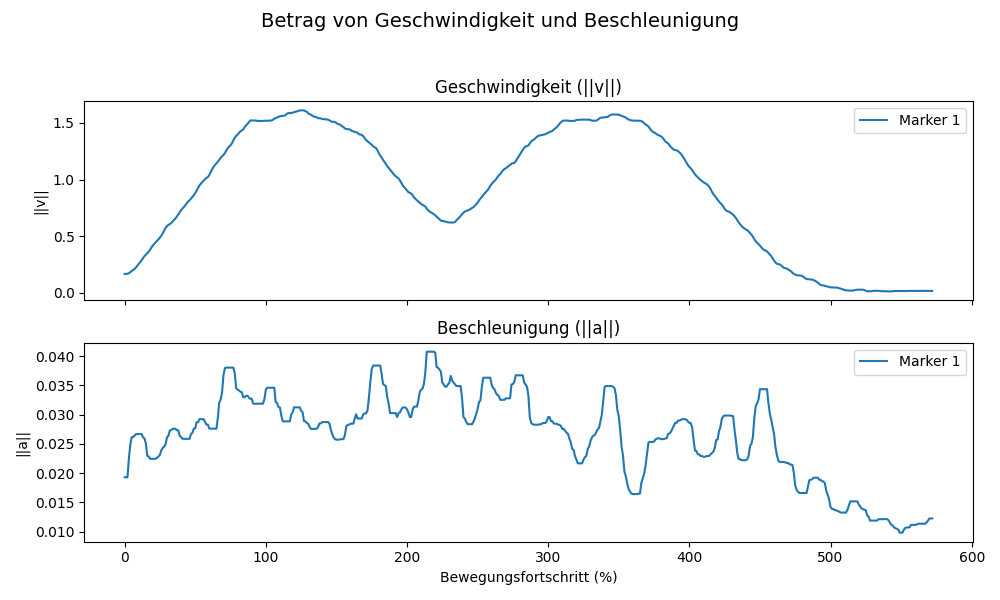 Betrag von Geschwindigkeit und Beschleunigung
Geschwindigkeit (||v||)
Marker 1
1.5
1.0
0.5
0.0
||v||
Beschleunigung (||a||)
Marker 1
0.040
0.035
0.030
0.025
0.020
0.015
0.010
||a||
0 100 200 300 400 500 600
Bewegungsfortschritt (%)